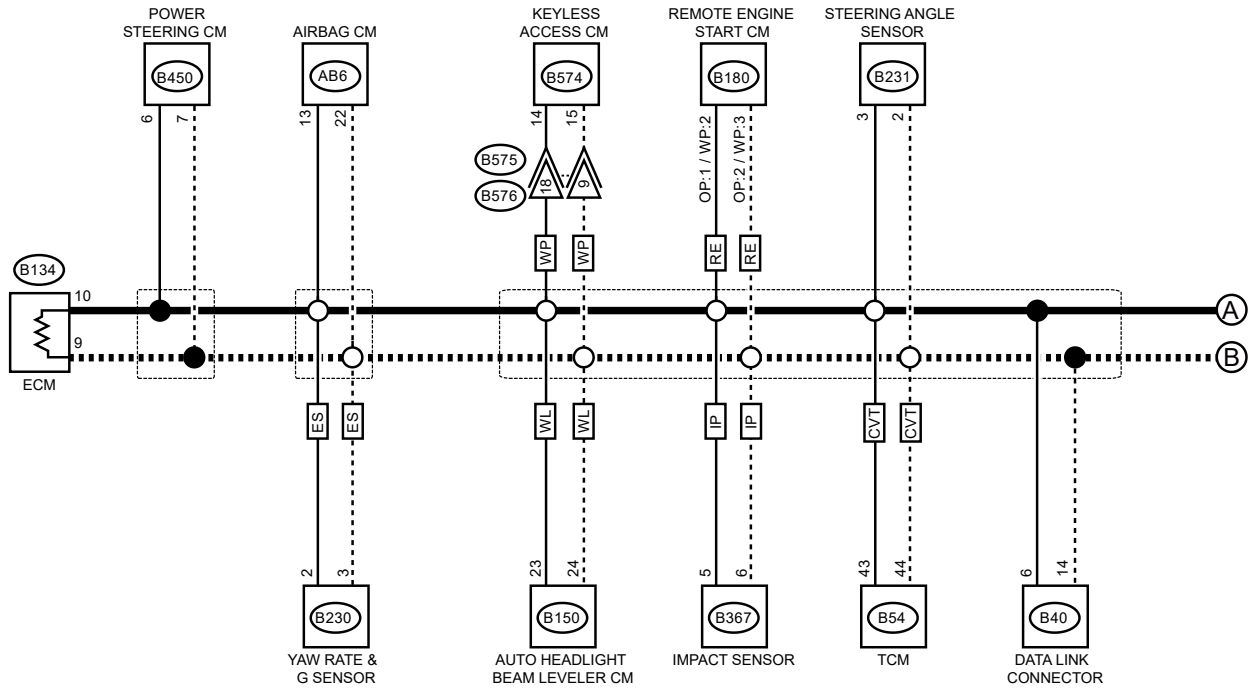 POWER
STEERING CM
AIRBAG CM
KEYLESS
ACCESS CM
REMOTE ENGINE
START CM
STEERING ANGLE
SENSOR
B450
AB6
B574
B180
B231
6
7
13
22
14
15
OP:1 / WP:2
OP:2 / WP:3
3
2
B575
B576
18
9
WP
WP
RE
RE
B134
10
9
ECM
A
B
ES
ES
WL
WL
IP
IP
CVT
CVT
2
3
23
24
5
6
43
44
6
14
B230
B150
B367
B54
B40
YAW RATE &
G SENSOR
AUTO HEADLIGHT
BEAM LEVELER CM
IMPACT SENSOR
TCM
DATA LINK
CONNECTOR